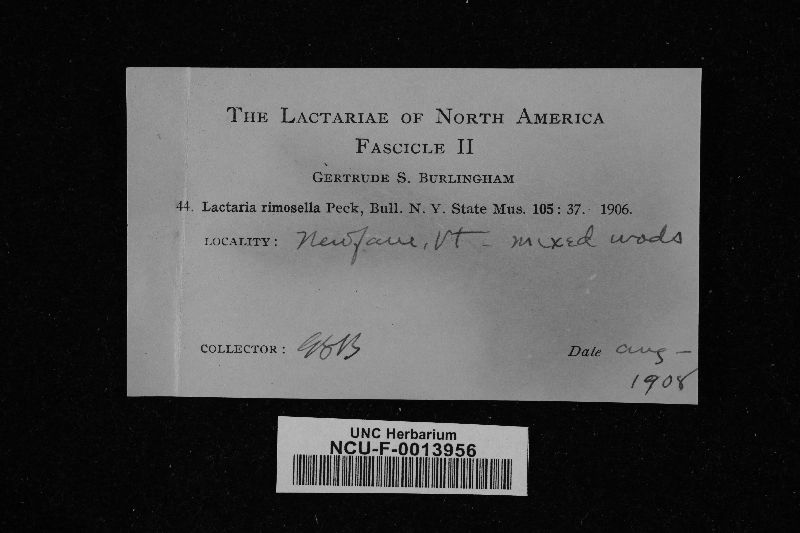 THE LACTARIAE OF NORTH AMERICA
FASCICLE II
GERTRUDE S. BURLINGHAM
44. Lactaria rimosella Peck, Bull. N. Y. State Mus. 105: 37. 1906.
LOCALITY: Newfane, Vt - mixed woods
COLLECTOR: GSB Date Aug -
1908
UNC Herbarium
NCU-F-0013956